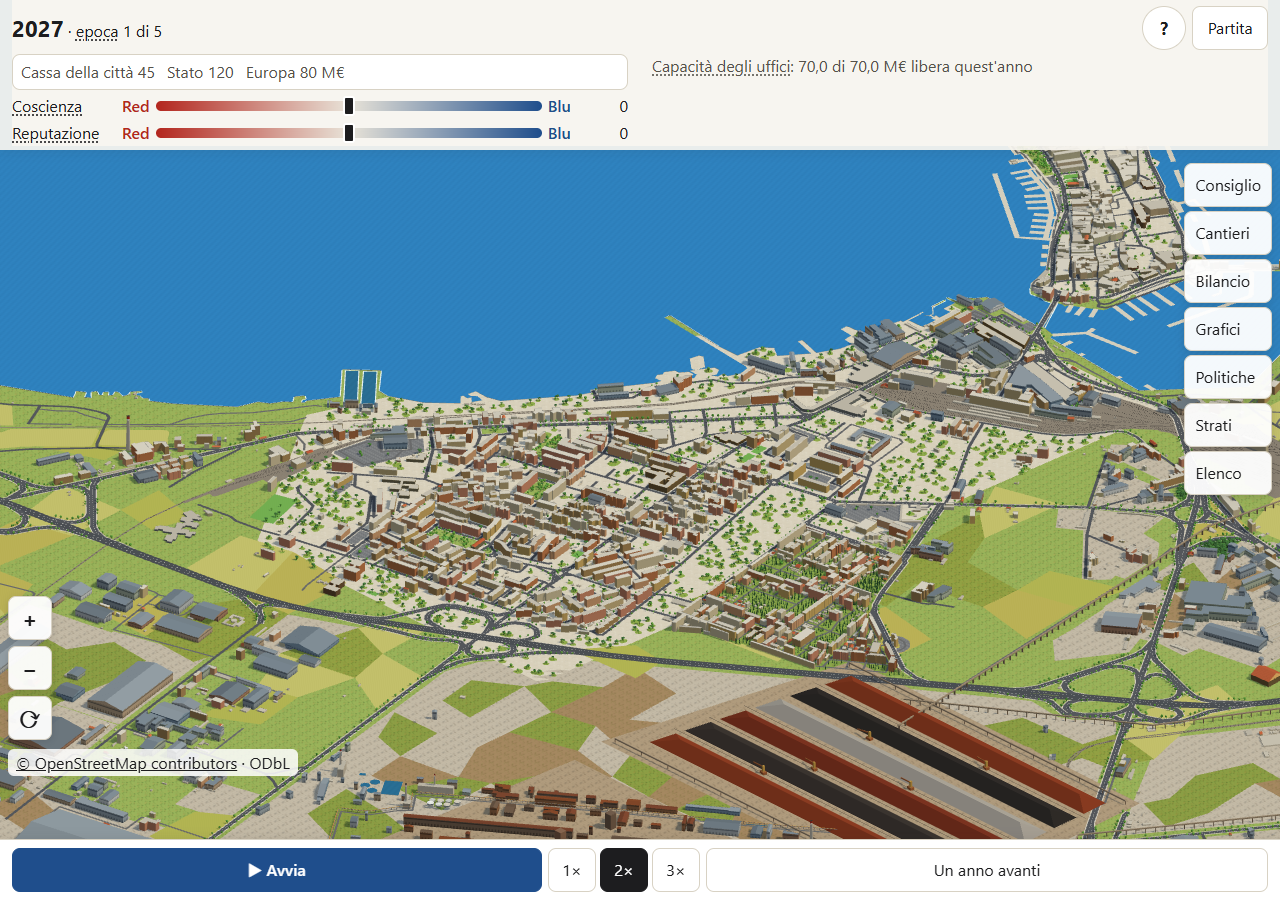 2027 · epoca 1 di 5
?
Partita
Cassa della città 45 Stato 120 Europa 80 M€
Capacità degli uffici: 70,0 di 70,0 M€ libera quest'anno
Coscienza Red Blu 0
Reputazione Red Blu 0
Consiglio
Cantieri
Bilancio
Grafici
Politiche
Strati
Elenco
+
−
© OpenStreetMap contributors · ODbL
▶ Avvia
1×
2×
3×
Un anno avanti